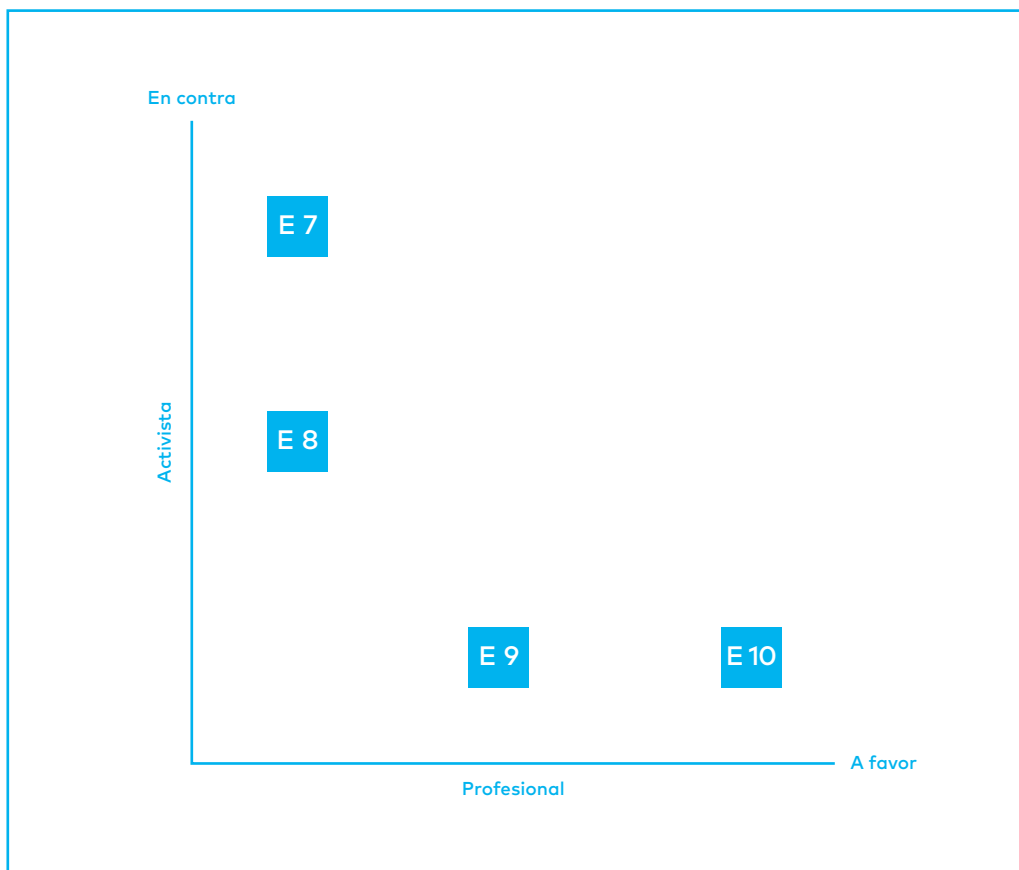 En contra
E 7
Activista
E 8
E 9
E 10
A favor
Profesional